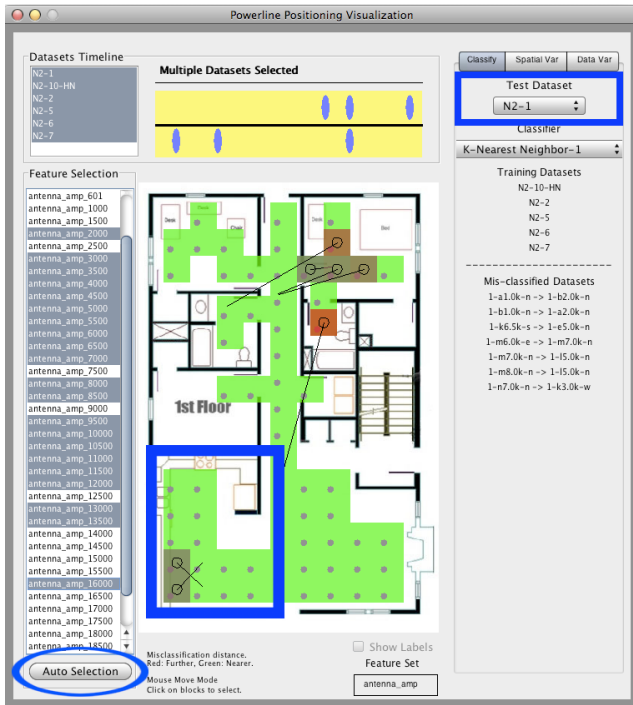 Powerline Positioning Visualization
Datasets Timeline
N2-1
N2-10-HN
N2-2
N2-5
N2-6
N2-7
Multiple Datasets Selected
Classify
Spatial Var
Data Var
Test Dataset
N2-1
Classifier
K-Nearest Neighbor-1
Training Datasets
N2-10-HN
N2-2
N2-5
N2-6
N2-7
Mis-classified Datasets
1-a1.0k-n -> 1-b2.0k-n
1-b1.0k-n -> 1-a2.0k-n
1-k6.5k-s -> 1-e5.0k-n
1-m6.0k-e -> 1-m7.0k-n
1-m7.0k-n -> 1-l5.0k-n
1-m8.0k-n -> 1-l5.0k-n
1-n7.0k-n -> 1-k3.0k-w
Feature Selection
antenna_amp_601
antenna_amp_1000
antenna_amp_1500
antenna_amp_2000
antenna_amp_2500
antenna_amp_3000
antenna_amp_3500
antenna_amp_4000
antenna_amp_4500
antenna_amp_5000
antenna_amp_5500
antenna_amp_6000
antenna_amp_6500
antenna_amp_7000
antenna_amp_7500
antenna_amp_8000
antenna_amp_8500
antenna_amp_9000
antenna_amp_9500
antenna_amp_10000
antenna_amp_10500
antenna_amp_11000
antenna_amp_11500
antenna_amp_12000
antenna_amp_12500
antenna_amp_13000
antenna_amp_13500
antenna_amp_14000
antenna_amp_14500
antenna_amp_15000
antenna_amp_15500
antenna_amp_16000
antenna_amp_16500
antenna_amp_17000
antenna_amp_17500
antenna_amp_18000
antenna_amp_18500
Auto Selection
Desk
Chair
Desk
Bed
1st Floor
Misclassification distance.
Red: Further, Green: Nearer.
Mouse Move Mode
Click on blocks to select.
Show Labels
Feature Set
antenna_amp